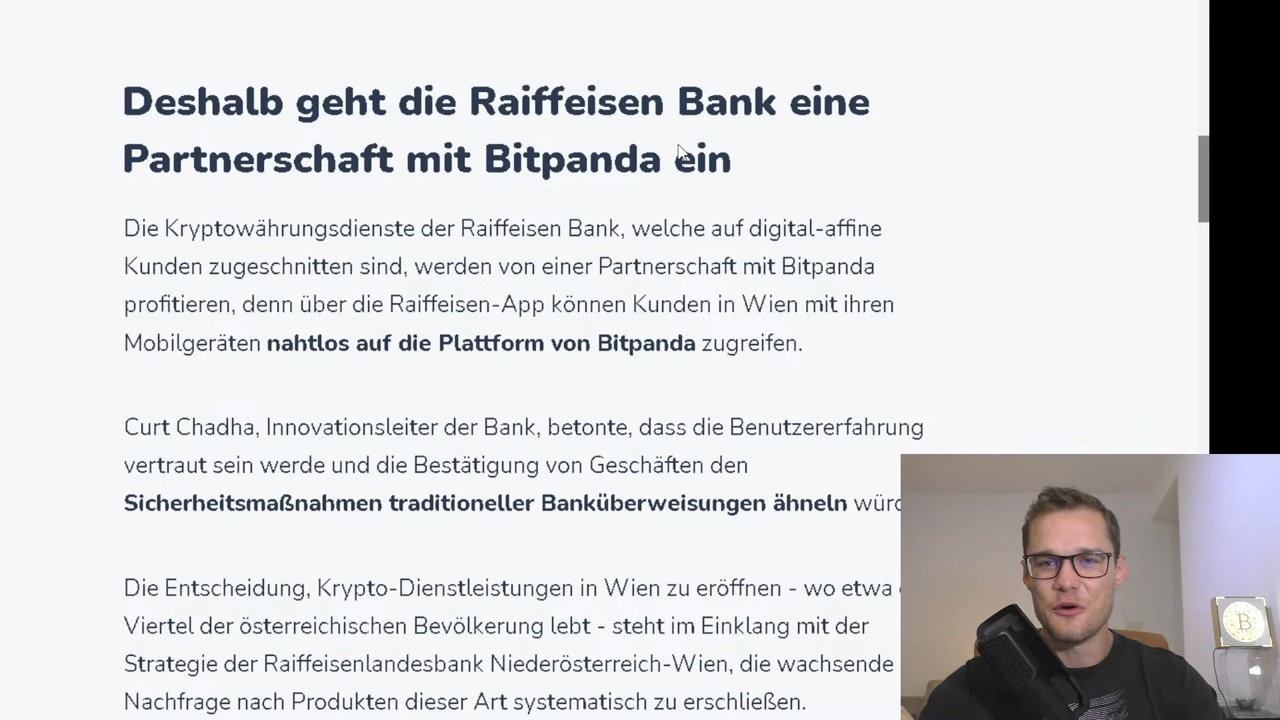 Deshalb geht die Raiffeisen Bank eine
Partnerschaft mit Bitpanda ein
Die Kryptowährungsdienste der Raiffeisen Bank, welche auf digital-affine
Kunden zugeschnitten sind, werden von einer Partnerschaft mit Bitpanda
profitieren, denn über die Raiffeisen-App können Kunden in Wien mit ihren
Mobilgeräten nahtlos auf die Plattform von Bitpanda zugreifen.
Curt Chadha, Innovationsleiter der Bank, betonte, dass die Benutzererfahrung
vertraut sein werde und die Bestätigung von Geschäften den
Sicherheitsmaßnahmen traditioneller Banküberweisungen ähneln
Die Entscheidung, Krypto-Dienstleistungen in Wien zu eröffnen - wo etwa
Viertel der österreichischen Bevölkerung lebt - steht im Einklang mit der
Strategie der Raiffeisenlandesbank Niederösterreich-Wien, die wachsende
Nachfrage nach Produkten dieser Art systematisch zu erschließen.